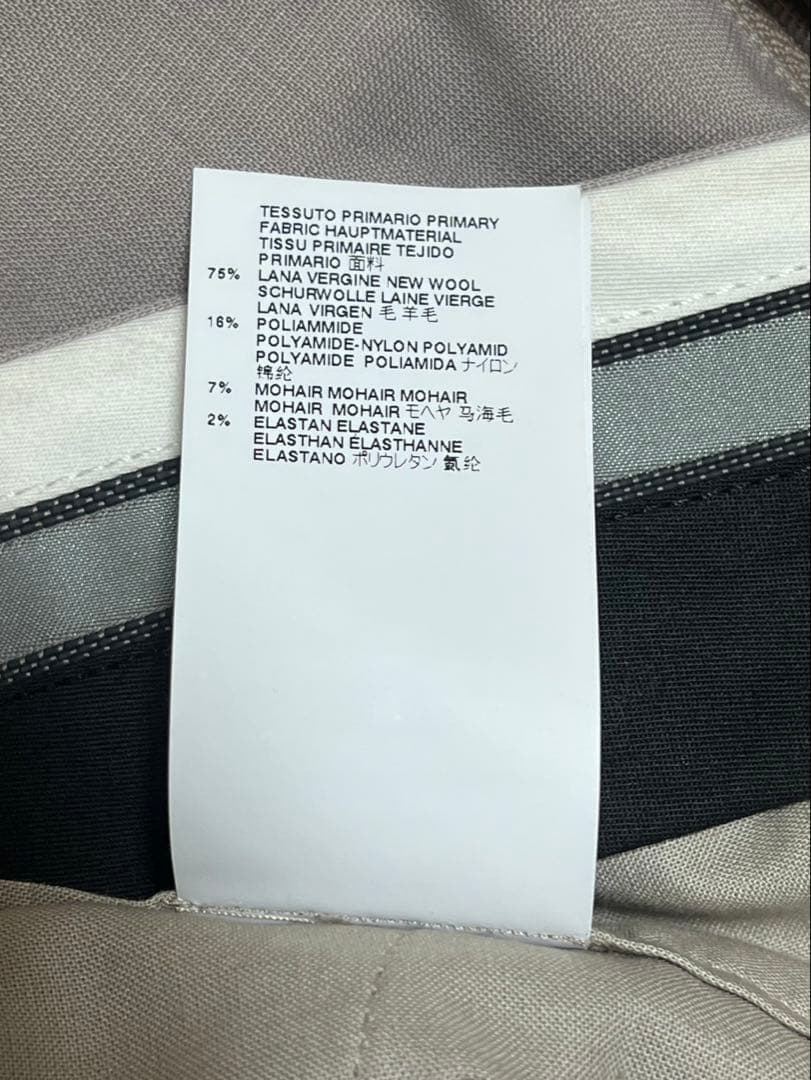 TESSUTO PRIMARIO PRIMARY
FABRIC HAUPTMATERIAL
TISSU PRIMAIRE TEJIDO
PRIMARIO 面料
75% LANA VERGINE NEW WOOL
SCHURWOLLE LAINE VIERGE
LANA VIRGEN 毛 羊毛
16% POLIAMMIDE
POLYAMIDE-NYLON POLYAMID
POLYAMIDE POLIAMIDA ナイロン
锦纶
7% MOHAIR MOHAIR MOHAIR
MOHAIR MOHAIR モヘヤ 马海毛
2% ELASTAN ELASTANE
ELASTHAN ÉLASTHANNE
ELASTANO ポリウレタン 氨纶